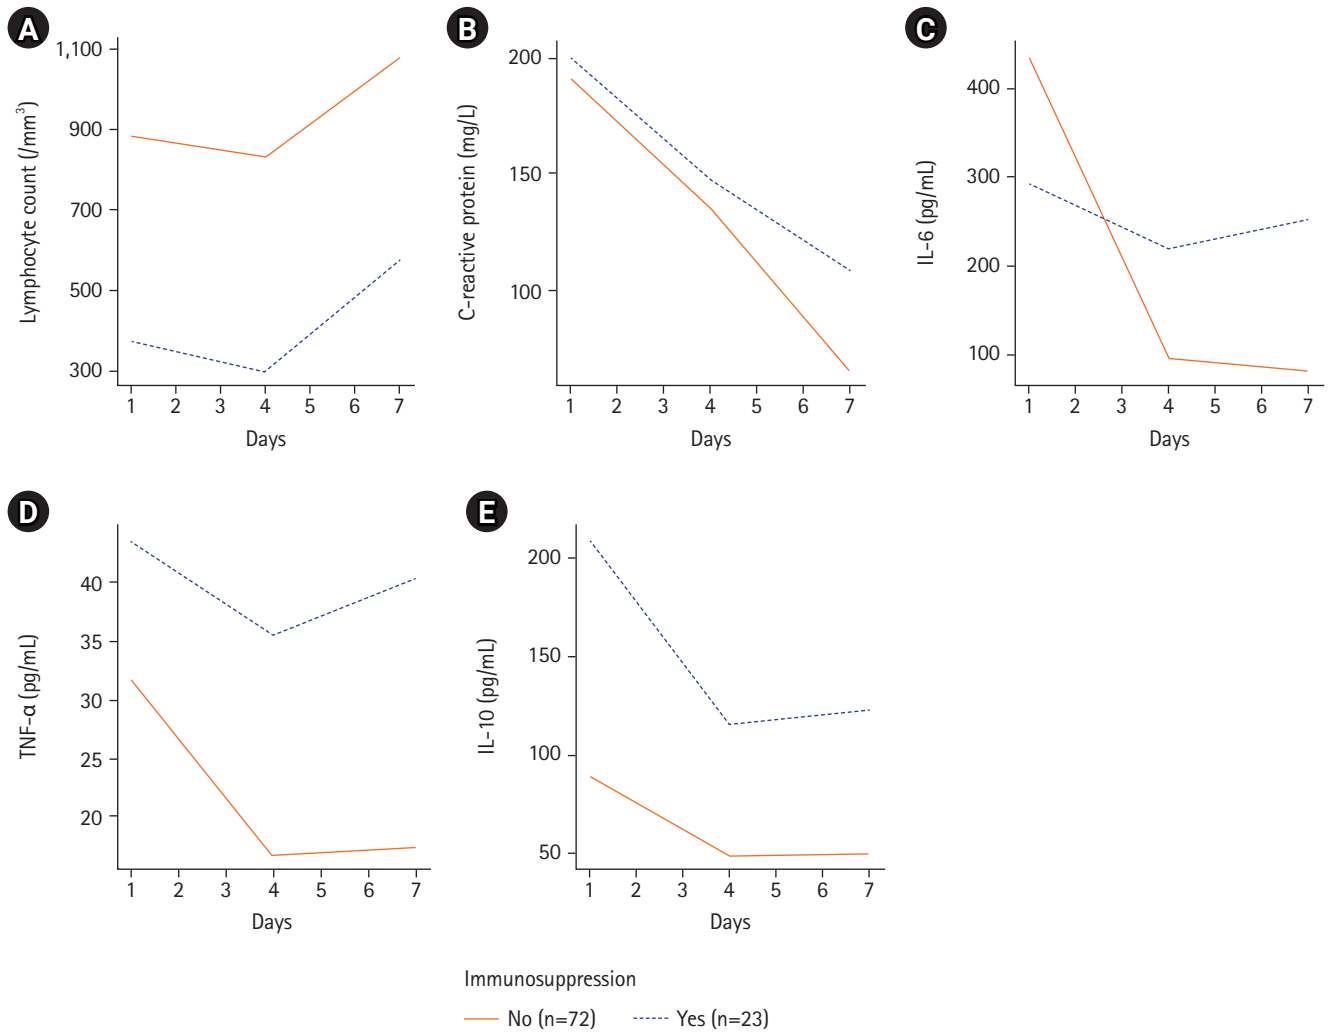 A
Lymphocyte count (/mm³)
1,100
900
700
500
300
1 2 3 4 5 6 7
Days
B
C-reactive protein (mg/L)
200
150
100
1 2 3 4 5 6 7
Days
C
IL-6 (pg/mL)
400
300
200
100
1 2 3 4 5 6 7
Days
D
TNF-α (pg/mL)
40
35
30
25
20
1 2 3 4 5 6 7
Days
E
IL-10 (pg/mL)
200
150
100
50
1 2 3 4 5 6 7
Days
Immunosuppression
No (n=72) Yes (n=23)